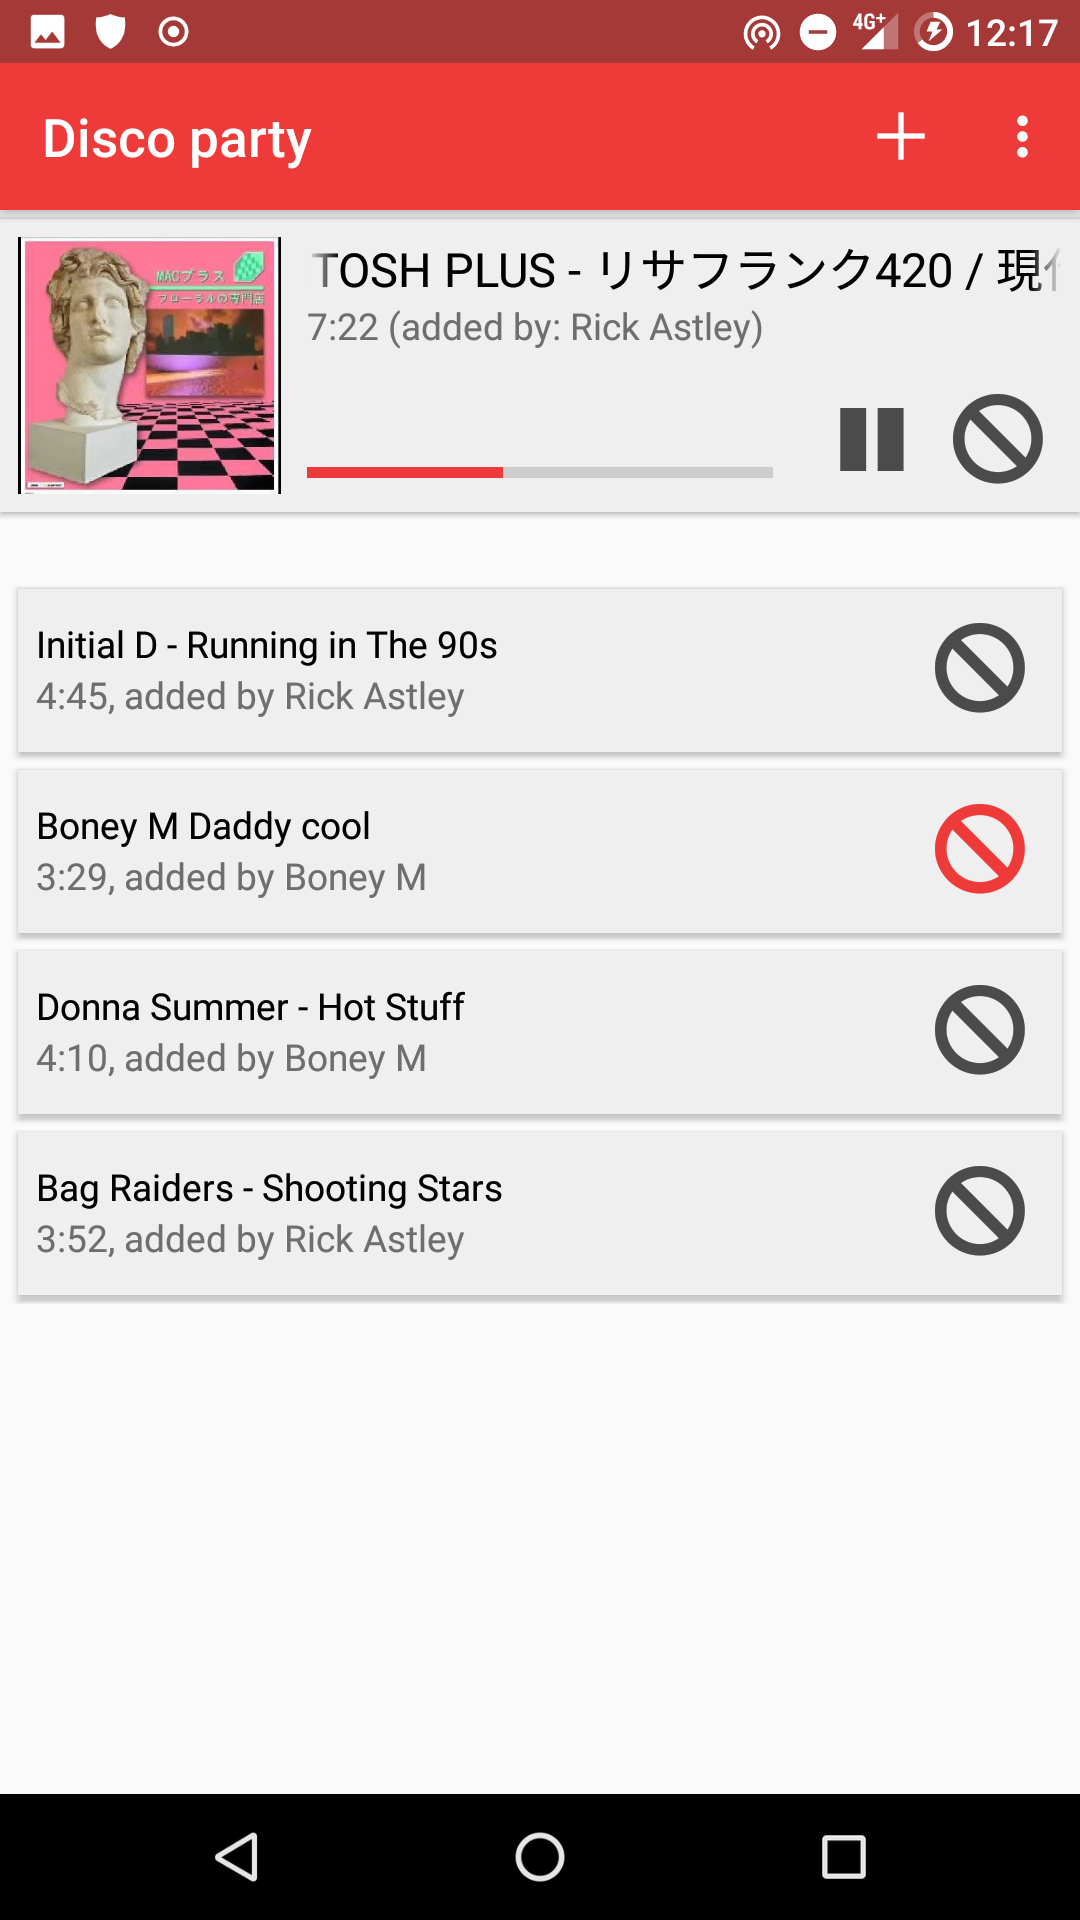 4G+ 12:17
Disco party
TOSH PLUS - リサフランク420 / 現
MACプラス
フローラルの専門店
7:22 (added by: Rick Astley)
Initial D - Running in The 90s
4:45, added by Rick Astley
Boney M Daddy cool
3:29, added by Boney M
Donna Summer - Hot Stuff
4:10, added by Boney M
Bag Raiders - Shooting Stars
3:52, added by Rick Astley